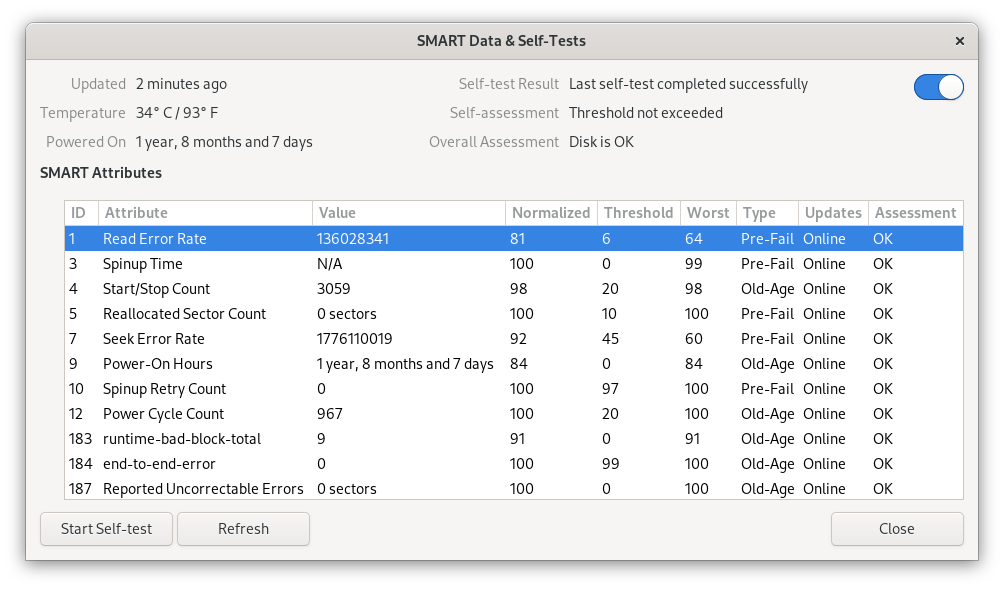 SMART Data & Self-Tests ×
Updated 2 minutes ago Self-test Result Last self-test completed successfully
Temperature 34° C / 93° F Self-assessment Threshold not exceeded
Powered On 1 year, 8 months and 7 days Overall Assessment Disk is OK
SMART Attributes
ID Attribute Value Normalized Threshold Worst Type Updates Assessment
1 Read Error Rate 136028341 81 6 64 Pre-Fail Online OK
3 Spinup Time N/A 100 0 99 Pre-Fail Online OK
4 Start/Stop Count 3059 98 20 98 Old-Age Online OK
5 Reallocated Sector Count 0 sectors 100 10 100 Pre-Fail Online OK
7 Seek Error Rate 1776110019 92 45 60 Pre-Fail Online OK
9 Power-On Hours 1 year, 8 months and 7 days 84 0 84 Old-Age Online OK
10 Spinup Retry Count 0 100 97 100 Pre-Fail Online OK
12 Power Cycle Count 967 100 20 100 Old-Age Online OK
183 runtime-bad-block-total 9 91 0 91 Old-Age Online OK
184 end-to-end-error 0 100 99 100 Old-Age Online OK
187 Reported Uncorrectable Errors 0 sectors 100 0 100 Old-Age Online OK
Start Self-test Refresh Close